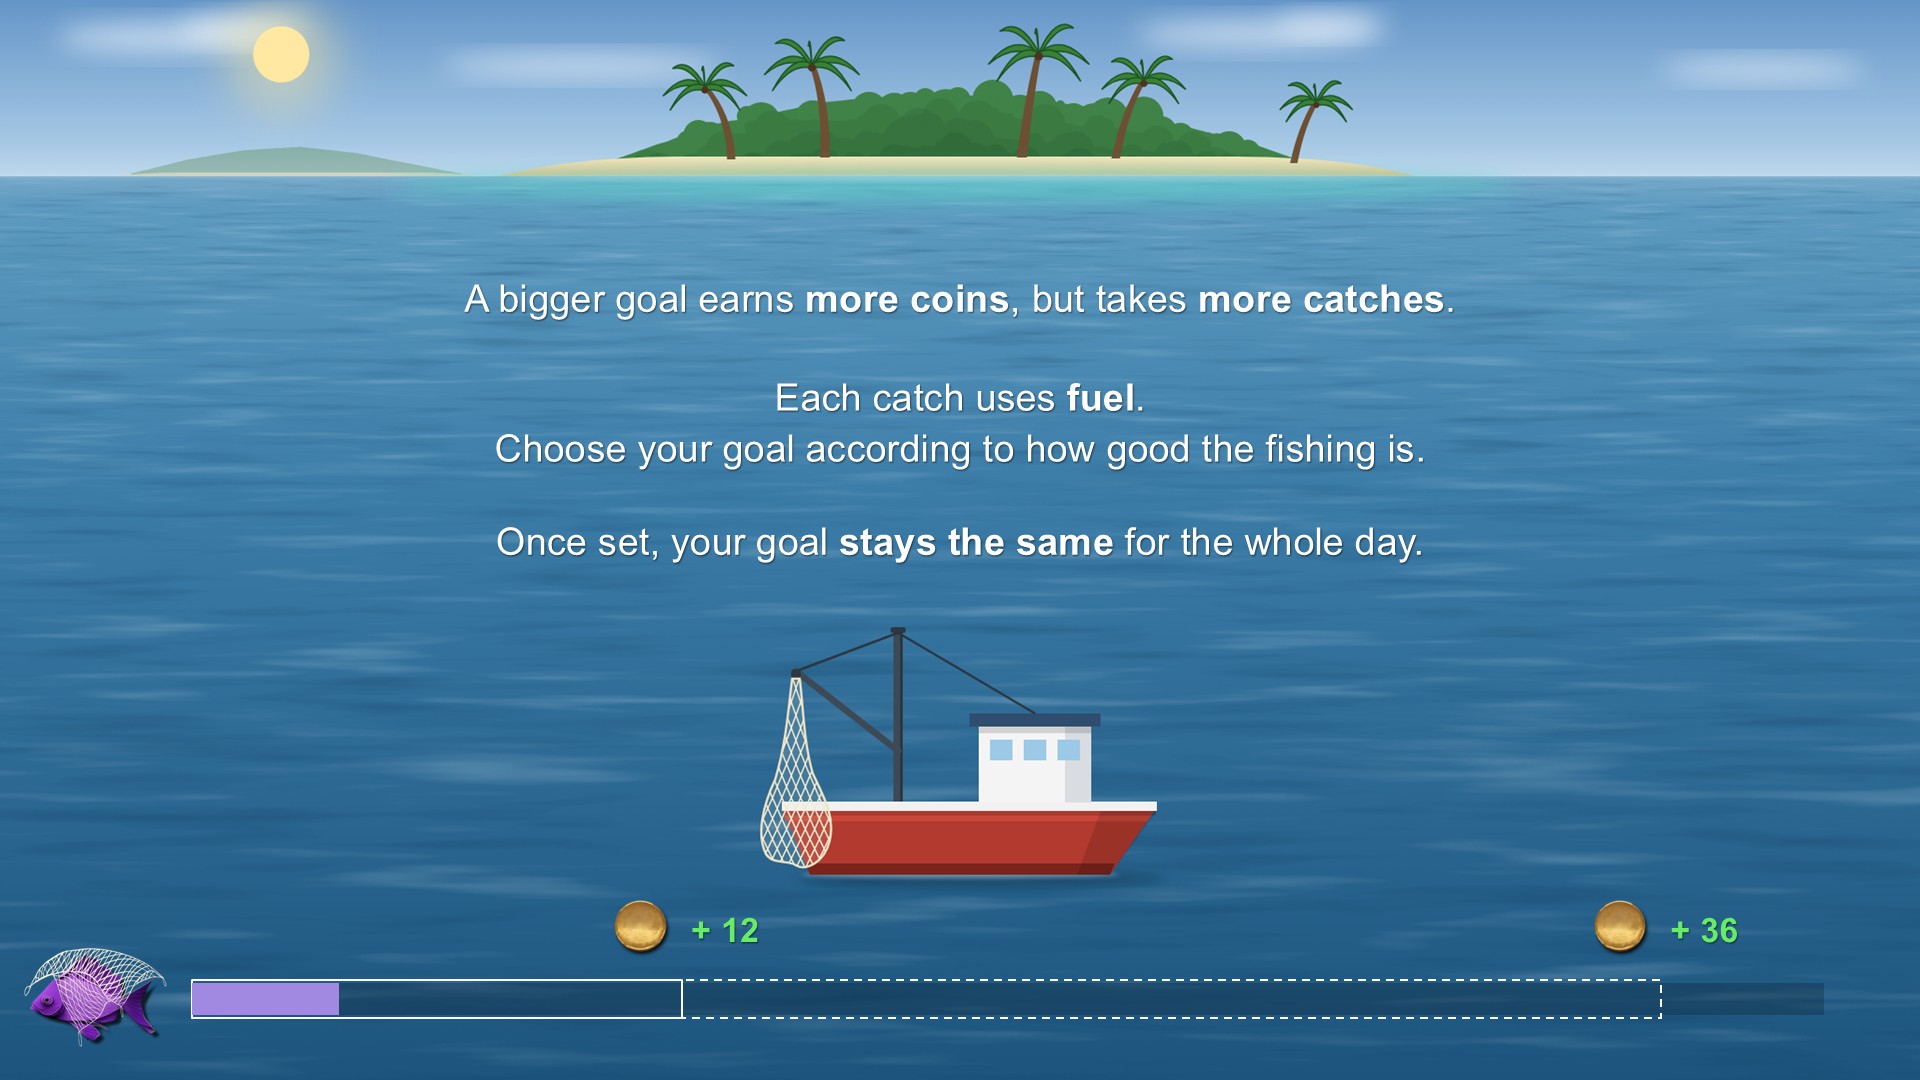 A bigger goal earns more coins, but takes more catches.
Each catch uses fuel.
Choose your goal according to how good the fishing is.
Once set, your goal stays the same for the whole day.
+ 12
+ 36